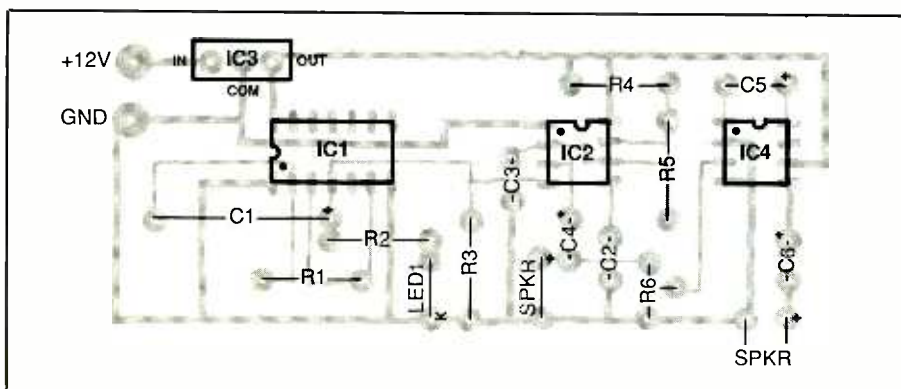 +12V
IN IC3 OUT
COM
GND
R4
C5 +
IC1
IC2
IC4
-C3-
R5
C1 +
R2
R3
-C4- +
-C2-
+ -C6-
R1
LED1
SPKR +
R6
K
+
SPKR